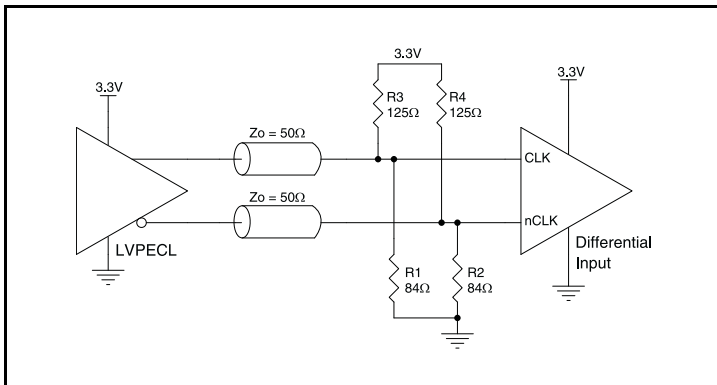 3.3V
3.3V
3.3V
R3
125Ω
R4
125Ω
Zo = 50Ω
CLK
Zo = 50Ω
nCLK
LVPECL
Differential
Input
R1
84Ω
R2
84Ω